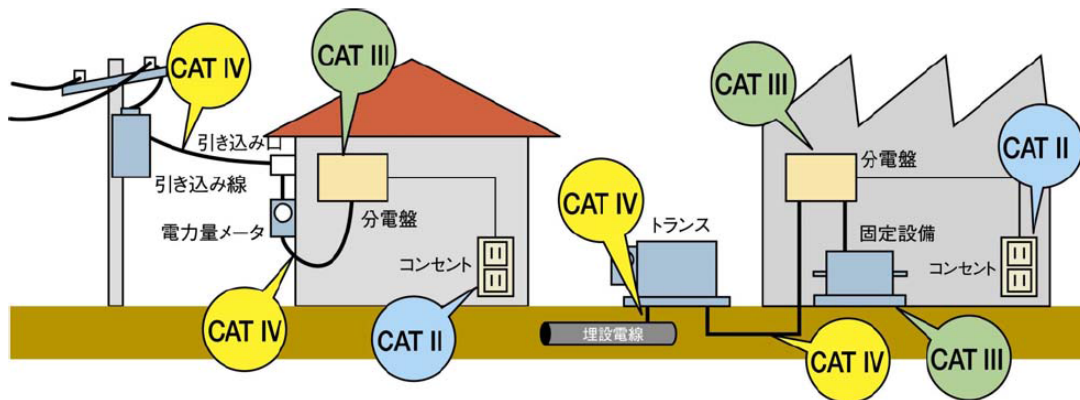 CAT IV
CAT III
引き込み口
引き込み線
電力量メータ
分電盤
コンセント
CAT IV
CAT II
CAT IV
トランス
埋設電線
CAT III
分電盤
CAT II
固定設備
コンセント
CAT IV
CAT III